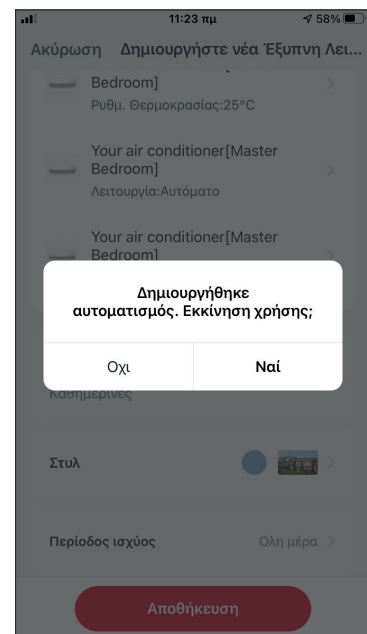 11:23 πμ
58%
Ακύρωση Δημιουργήστε νέα Έξυπνη Λει...
Bedroom]
Ρυθμ. Θερμοκρασίας:25°C
Your air conditioner[Master
Bedroom]
Λειτουργία:Αυτόματο
Your air conditioner[Master
Bedroom]
Δημιουργήθηκε
αυτοματισμός. Εκκίνηση χρήσης;
Οχι
Ναί
Καθημερινές
Στυλ
Περίοδος ισχύος
Ολη μέρα
Αποθήκευση